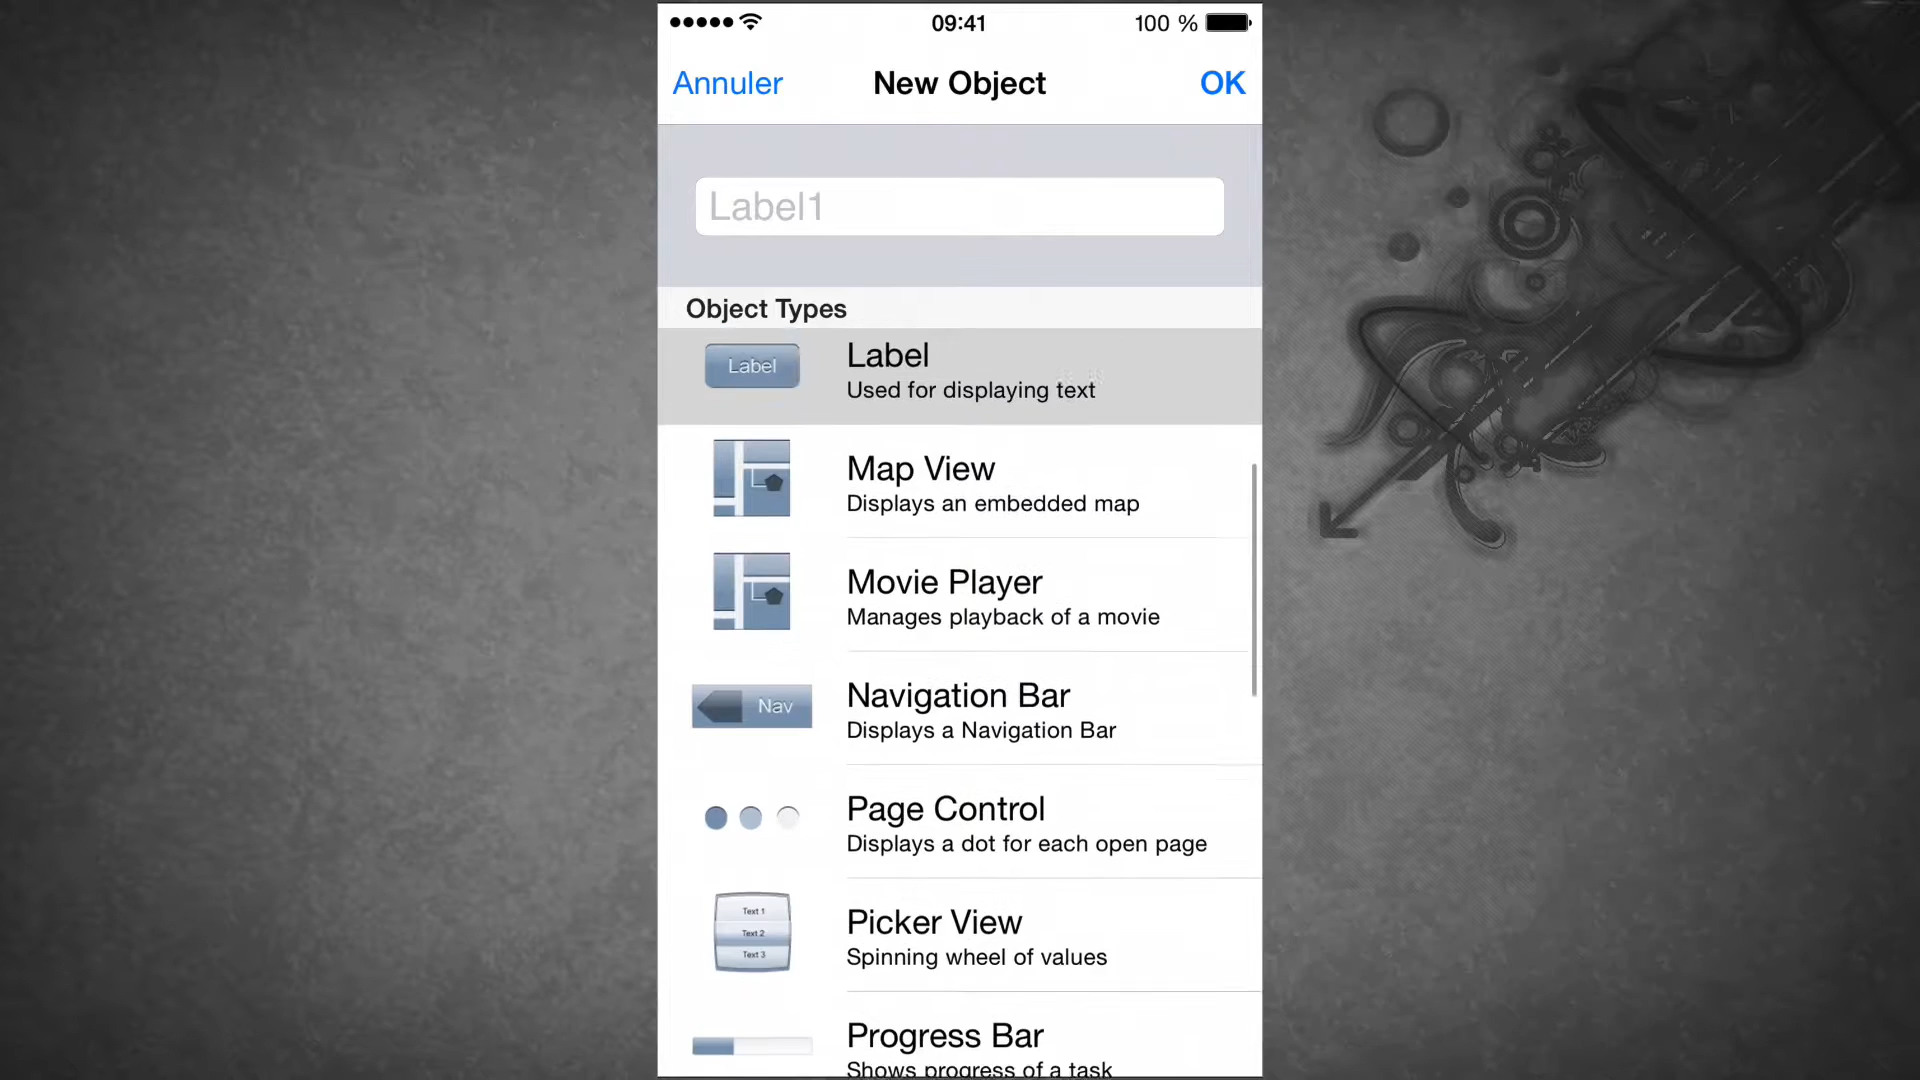 09:41
100 %
Annuler
New Object
OK
Label1
Object Types
Label
Label
Used for displaying text
Map View
Displays an embedded map
Movie Player
Manages playback of a movie
Nav
Navigation Bar
Displays a Navigation Bar
Page Control
Displays a dot for each open page
Text 1
Text 2
Text 3
Picker View
Spinning wheel of values
Progress Bar
Shows progress of a task